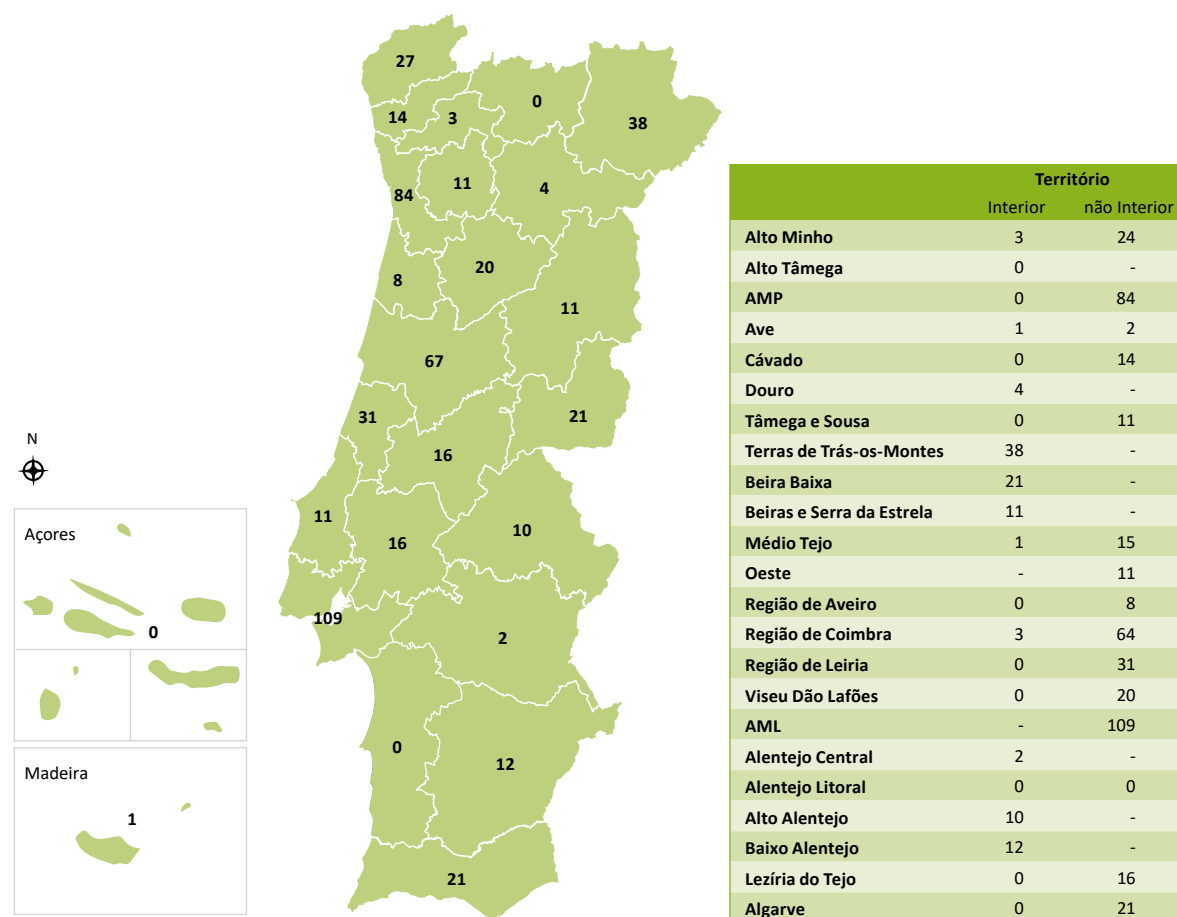 27
0
14
3
38
84
11
4
8
20
11
67
31
21
16
11
16
10
109
2
0
12
21
N
Açores
0
Madeira
1
Território
Interior não Interior
Alto Minho 3 24
Alto Tâmega 0 -
AMP 0 84
Ave 1 2
Cávado 0 14
Douro 4 -
Tâmega e Sousa 0 11
Terras de Trás-os-Montes 38 -
Beira Baixa 21 -
Beiras e Serra da Estrela 11 -
Médio Tejo 1 15
Oeste - 11
Região de Aveiro 0 8
Região de Coimbra 3 64
Região de Leiria 0 31
Viseu Dão Lafões 0 20
AML - 109
Alentejo Central 2 -
Alentejo Litoral 0 0
Alto Alentejo 10 -
Baixo Alentejo 12 -
Lezíria do Tejo 0 16
Algarve 0 21